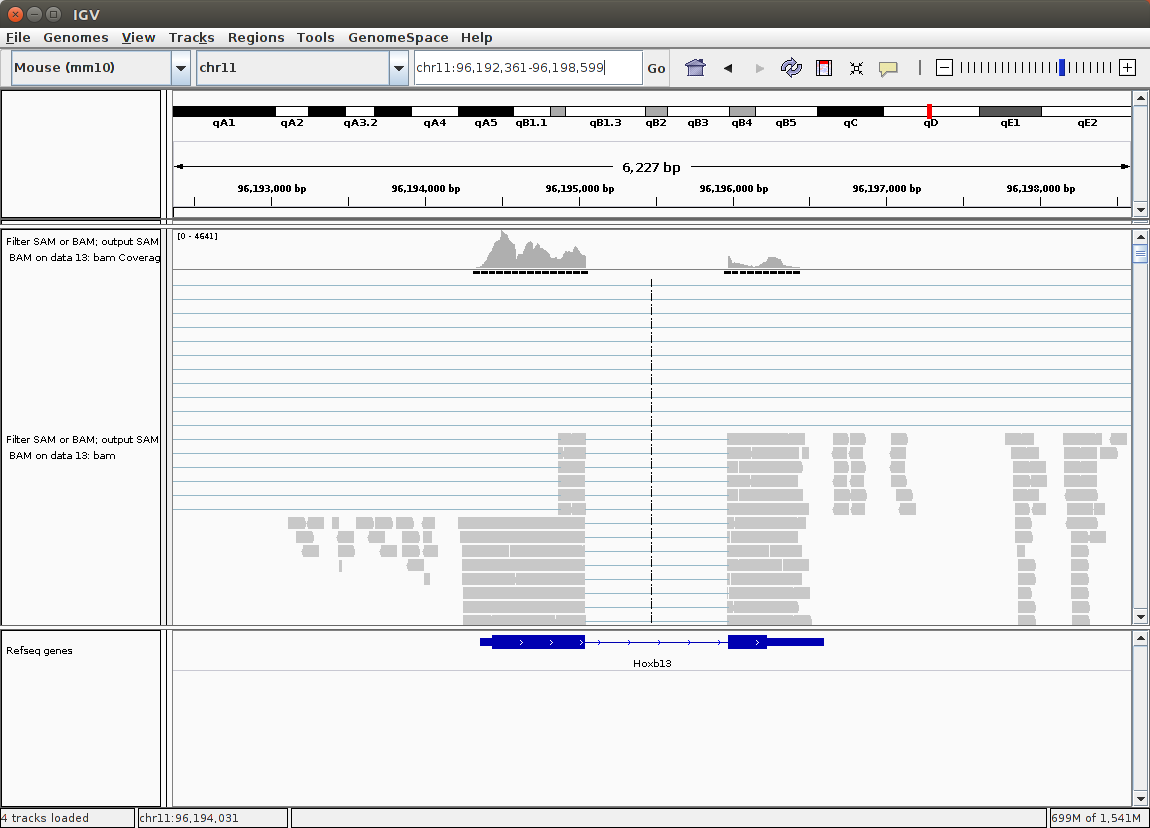 IGV
File Genomes View Tracks Regions Tools GenomeSpace Help
Mouse (mm10) chr11 chr11:96,192,361-96,198,599 Go
qA1 qA2 qA3.2 qA4 qA5 qB1.1 qB1.3 qB2 qB3 qB4 qB5 qC qD qE1 qE2
6,227 bp
96,193,000 bp 96,194,000 bp 96,195,000 bp 96,196,000 bp 96,197,000 bp 96,198,000 bp
Filter SAM or BAM; output SAM
BAM on data 13: bam Coverag
[0 - 4641]
Filter SAM or BAM; output SAM
BAM on data 13: bam
Refseq genes
Hoxb13
4 tracks loaded chr11:96,194,031 699M of 1,541M